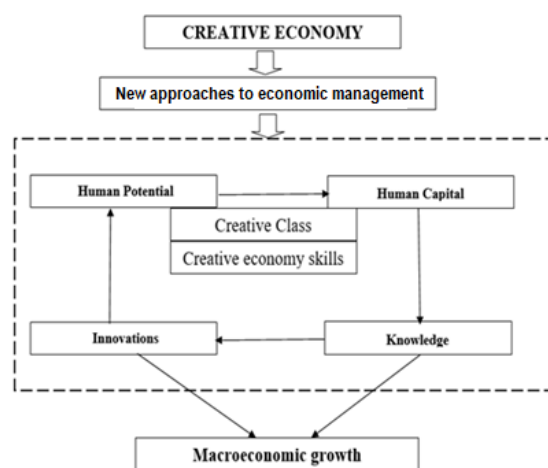 CREATIVE ECONOMY
New approaches to economic management
Human Potential
Human Capital
Creative Class
Creative economy skills
Innovations
Knowledge
Macroeconomic growth